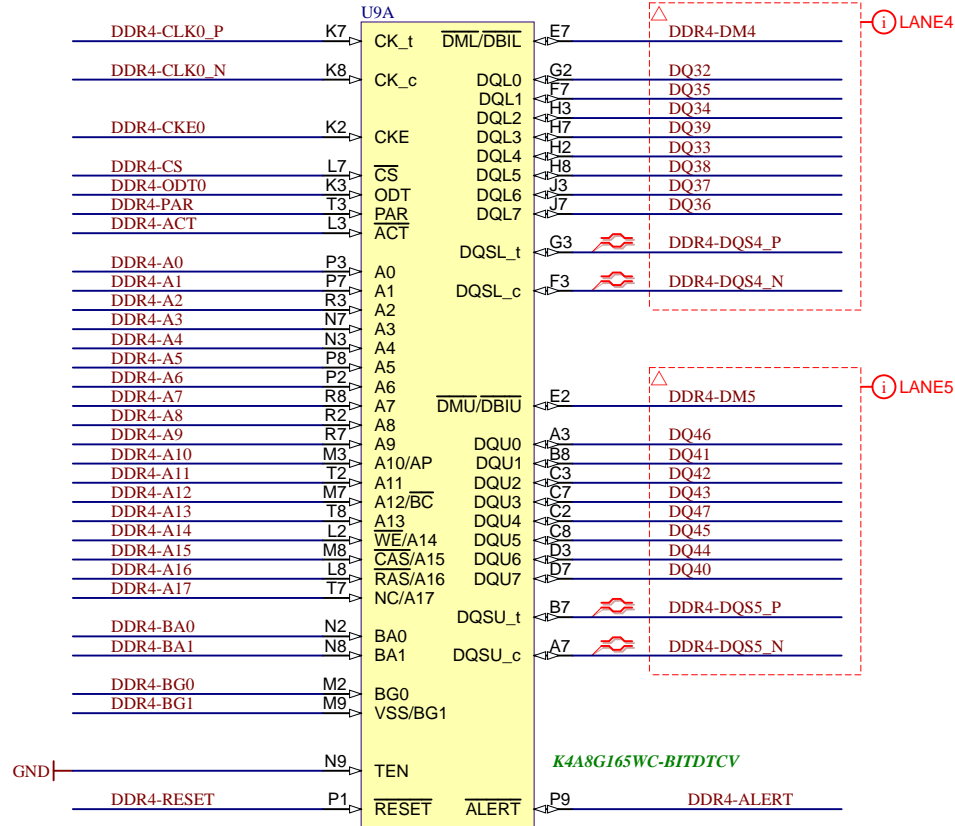 U9A
DDR4-CLK0_P K7 CK_t DML/DBIL E7 DDR4-DM4 i LANE4
DDR4-CLK0_N K8 CK_c DQL0 G2 DQ32
DQL1 F7 DQ35
DQL2 H3 DQ34
DDR4-CKE0 K2 CKE DQL3 H7 DQ39
DQL4 H2 DQ33
DDR4-CS L7 CS DQL5 H8 DQ38
DDR4-ODT0 K3 ODT DQL6 J3 DQ37
DDR4-PAR T3 PAR DQL7 J7 DQ36
DDR4-ACT L3 ACT
DQSL_t G3 DDR4-DQS4_P
DDR4-A0 P3 A0
DDR4-A1 P7 A1 DQSL_c F3 DDR4-DQS4_N
DDR4-A2 R3 A2
DDR4-A3 N7 A3
DDR4-A4 N3 A4
DDR4-A5 P8 A5
DDR4-A6 P2 A6 i LANE5
DDR4-A7 R8 A7 DMU/DBIU E2 DDR4-DM5
DDR4-A8 R2 A8
DDR4-A9 R7 A9 DQU0 A3 DQ46
DDR4-A10 M3 A10/AP DQU1 B8 DQ41
DDR4-A11 T2 A11 DQU2 C3 DQ42
DDR4-A12 M7 A12/BC DQU3 C7 DQ43
DDR4-A13 T8 A13 DQU4 C2 DQ47
DDR4-A14 L2 WE/A14 DQU5 C8 DQ45
DDR4-A15 M8 CAS/A15 DQU6 D3 DQ44
DDR4-A16 L8 RAS/A16 DQU7 D7 DQ40
DDR4-A17 T7 NC/A17
DQSU_t B7 DDR4-DQS5_P
DDR4-BA0 N2 BA0
DDR4-BA1 N8 BA1 DQSU_c A7 DDR4-DQS5_N
DDR4-BG0 M2 BG0
DDR4-BG1 M9 VSS/BG1
GND N9 TEN K4A8G165WC-BITDTCV
DDR4-RESET P1 RESET ALERT P9 DDR4-ALERT